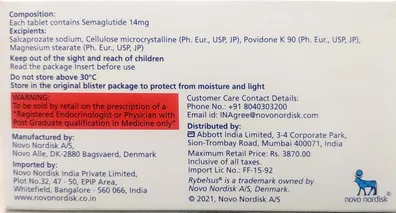 Composition:
Each tablet contains Semaglutide 14mg
Excipients:
Salcaprozate sodium, Cellulose microcrystalline (Ph. Eur., USP, JP), Povidone K 90 (Ph. Eur., USP, JP),
Magnesium stearate (Ph. Eur., USP, JP)
Keep out of the sight and reach of children
Read the package Insert before use
Do not store above 30°C
Store in the original blister package to protect from moisture and light
WARNING:
To be sold by retail on the prescription of a
"Registered Endocrinologist or Physician with
Post Graduate qualification in Medicine only"
Manufactured by:
Novo Nordisk A/S
Novo Alle, DK-2880 Bagsvaerd, Denmark
Imported by:
Novo Nordisk India Private Limited,
Plot No.32, 47 - 50, EPIP Area,
Whitefield, Bangalore - 560 066, India
www.novonordisk.co.in
Customer Care Contact Details:
Phone No.: +91 8040303200
Email id: INAgree@novonordisk.com
Distributed by:
Abbott India Limited, 3-4 Corporate Park,
Sion-Trombay Road, Mumbai 400071, India
Maximum Retail Price: Rs. 3870.00
Inclusive of all taxes.
Import Lic No: FF-15-92
Rybelsus® is a trademark owned by
Novo Nordisk A/S, Denmark.
© 2021, Novo Nordisk A/S
novo nordisk®